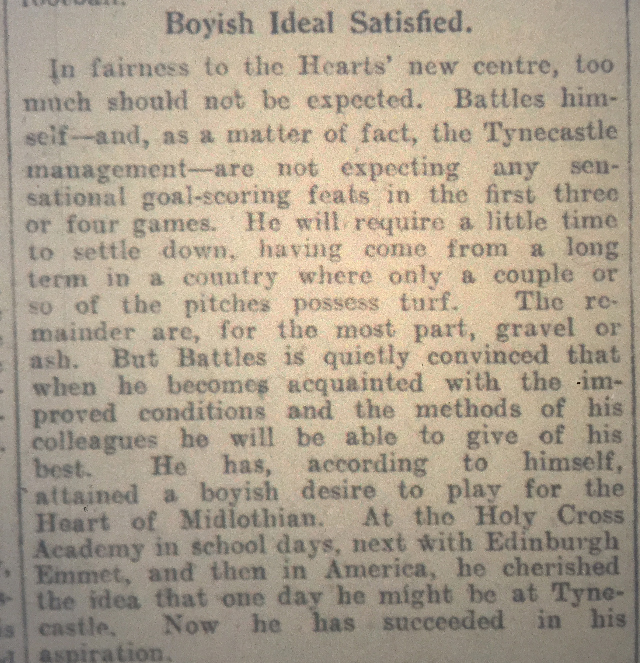 Boyish Ideal Satisfied.
In fairness to the Hearts' new centre, too
much should not be expected. Battles him-
self—and, as a matter of fact, the Tynecastle
management—are not expecting any sen-
sational goal-scoring feats in the first three
or four games. He will require a little time
to settle down, having come from a long
term in a country where only a couple or
so of the pitches possess turf. The re-
mainder are, for the most part, gravel or
ash. But Battles is quietly convinced that
when he becomes acquainted with the im-
proved conditions and the methods of his
colleagues he will be able to give of his
best. He has, according to himself,
attained a boyish desire to play for the
Heart of Midlothian. At the Holy Cross
Academy in school days, next with Edinburgh
Emmet, and then in America, he cherished
the idea that one day he might be at Tyne-
castle. Now he has succeeded in his
aspiration.